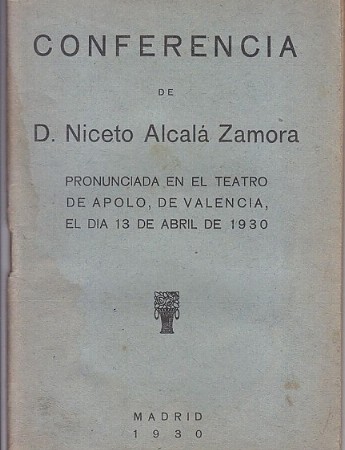 CONFERENCIA
DE
D. Niceto Alcalá Zamora
PRONUNCIADA EN EL TEATRO
DE APOLO, DE VALENCIA,
EL DIA 13 DE ABRIL DE 1930
MADRID
1930